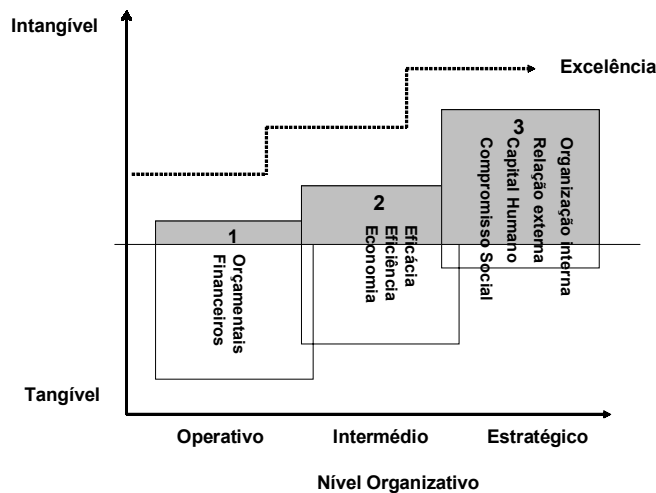 Intangível
Excelência
1
Orçamentais
Financeiros
2
Eficácia
Eficiência
Economia
3
Organização interna
Relação externa
Capital Humano
Compromisso Social
Tangível
Operativo
Intermédio
Estratégico
Nível Organizativo